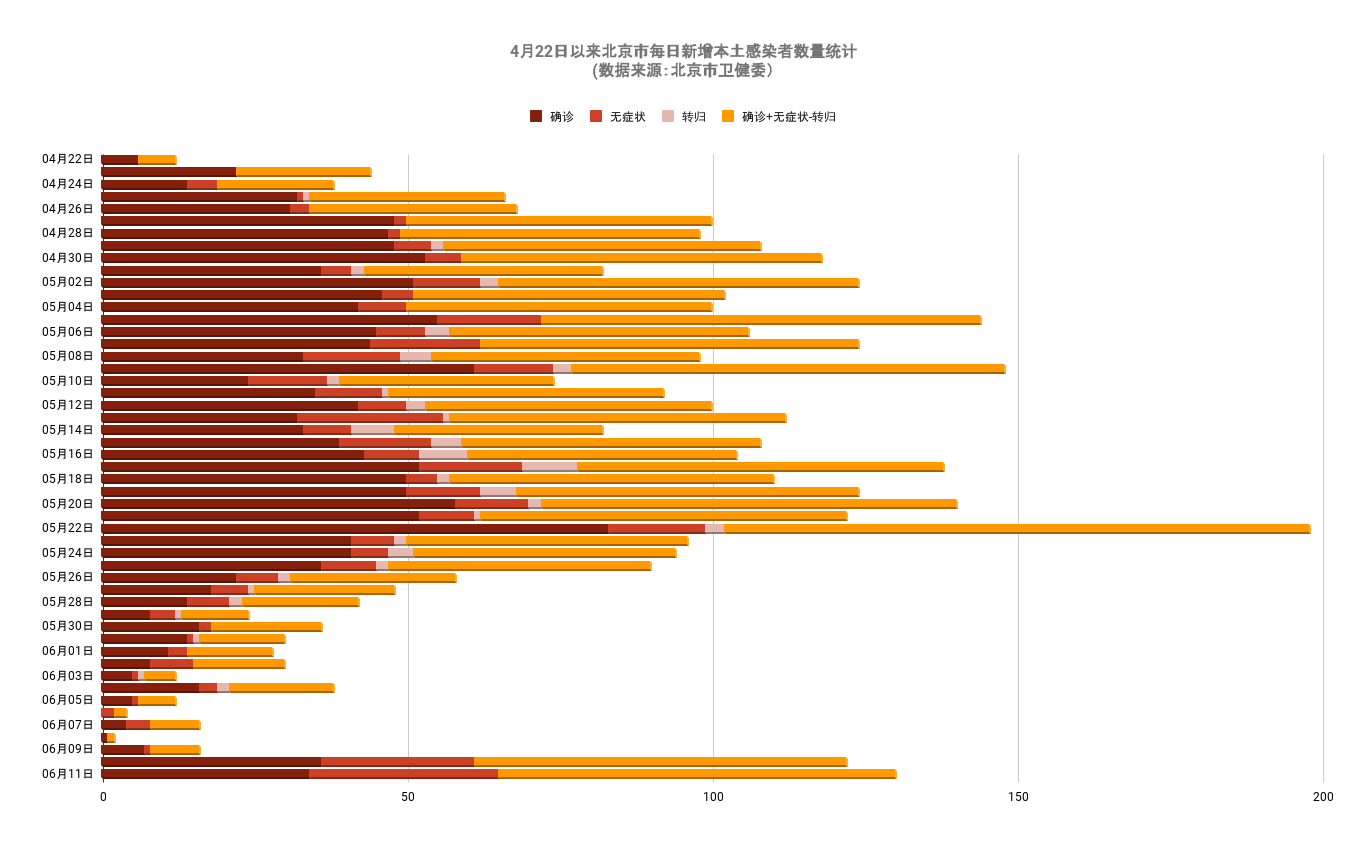 4月22日以来北京市每日新增本土感染者数量统计
(数据来源:北京市卫健委）
确诊 无症状 转归 确诊+无症状-转归
04月22日
04月24日
04月26日
04月28日
04月30日
05月02日
05月04日
05月06日
05月08日
05月10日
05月12日
05月14日
05月16日
05月18日
05月20日
05月22日
05月24日
05月26日
05月28日
05月30日
06月01日
06月03日
06月05日
06月07日
06月09日
06月11日
0 50 100 150 200